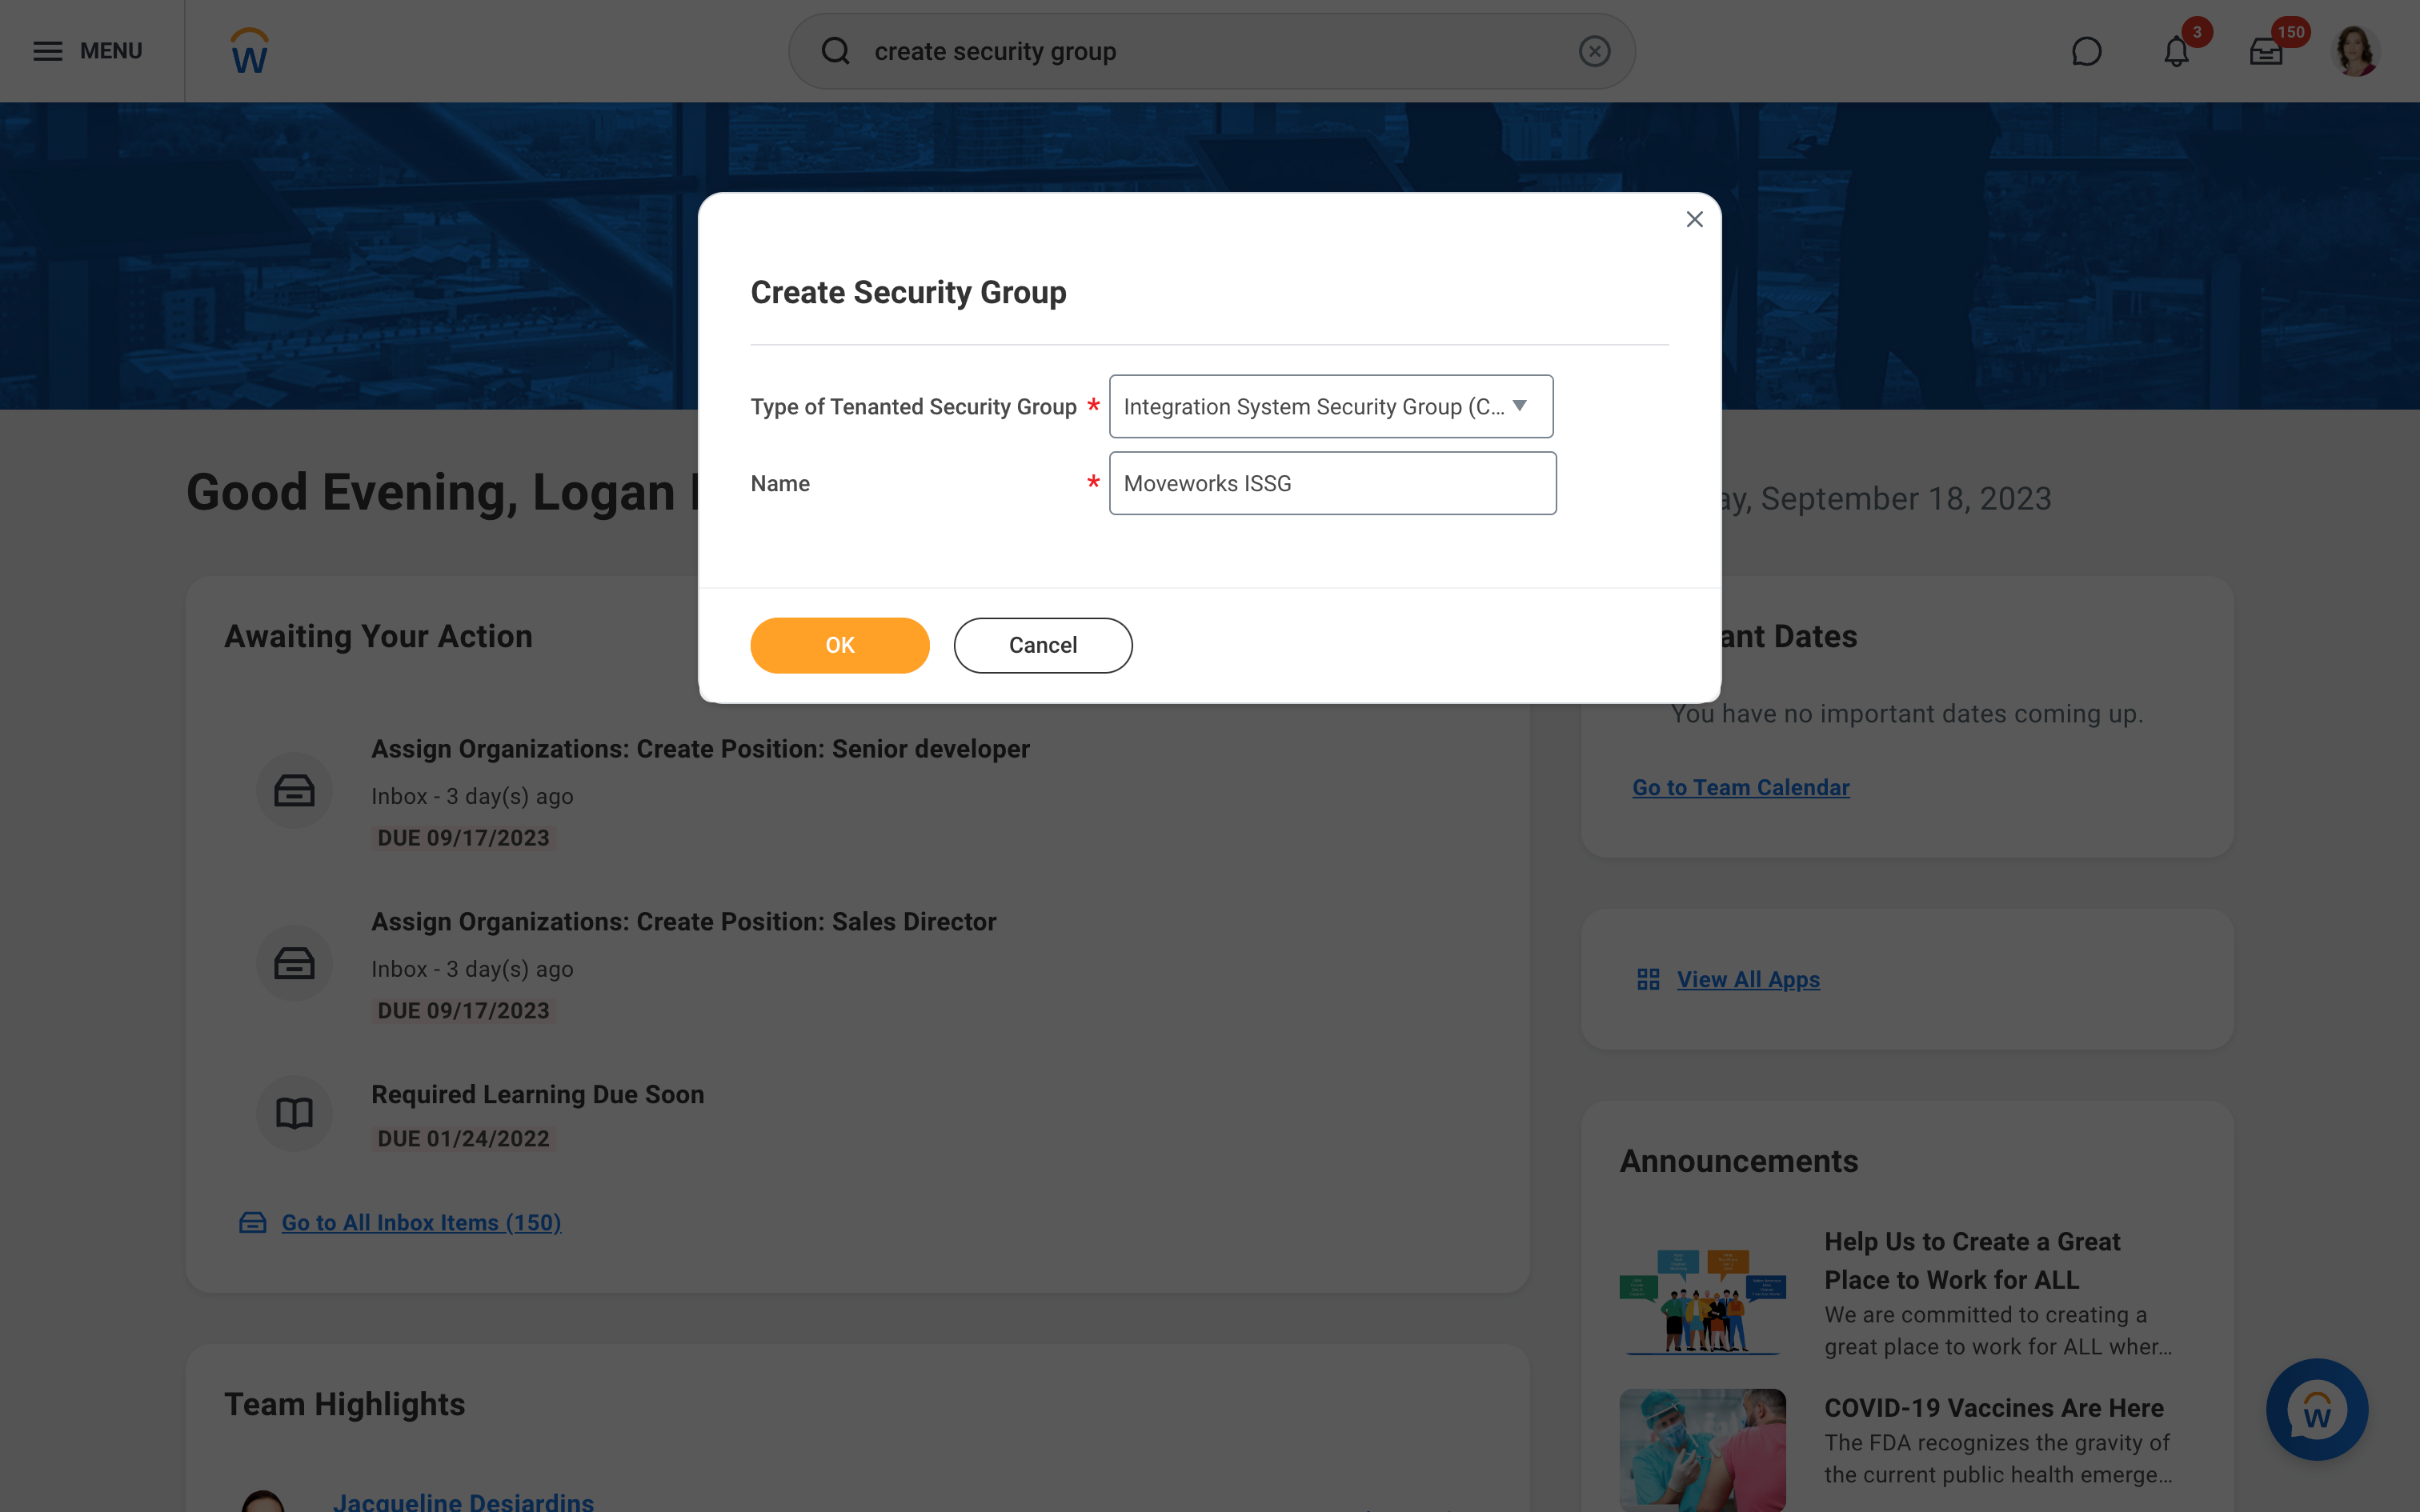 MENU
create security group
3
150
Create Security Group
Type of Tenanted Security Group *
Integration System Security Group (C...
Name *
Moveworks ISSG
OK
Cancel
Good Evening, Logan
ay, September 18, 2023
Awaiting Your Action
Assign Organizations: Create Position: Senior developer
Inbox - 3 day(s) ago
DUE 09/17/2023
Assign Organizations: Create Position: Sales Director
Inbox - 3 day(s) ago
DUE 09/17/2023
Required Learning Due Soon
DUE 01/24/2022
Go to All Inbox Items (150)
Team Highlights
Jacqueline Desjardins
ant Dates
You have no important dates coming up.
Go to Team Calendar
View All Apps
Announcements
Help Us to Create a Great
Place to Work for ALL
We are committed to creating a
great place to work for ALL wher...
COVID-19 Vaccines Are Here
The FDA recognizes the gravity of
the current public health emerge...